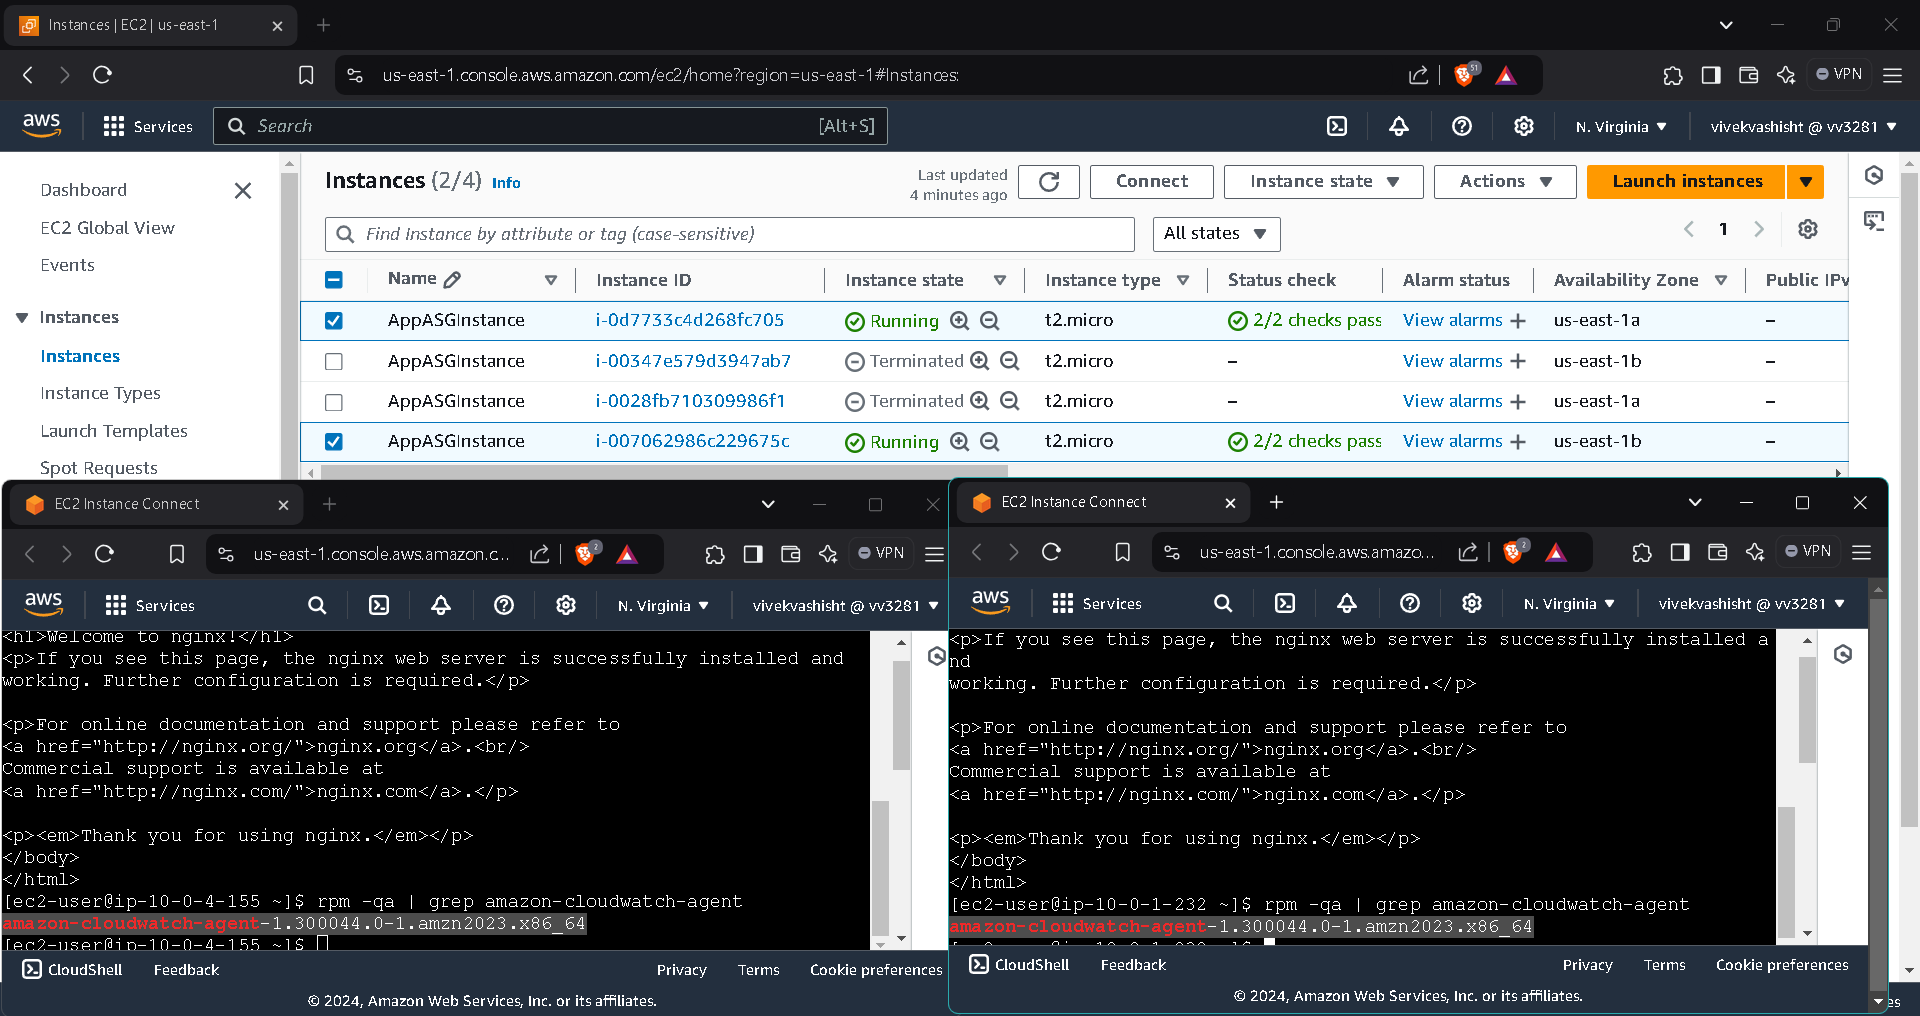 Instances | EC2 | us-east-1
us-east-1.console.aws.amazon.com/ec2/home?region=us-east-1#Instances:
51
VPN
aws
Services
Search
[Alt+S]
N. Virginia
vivekvashisht @ vv3281
Dashboard
EC2 Global View
Events
Instances
Instances
Instance Types
Launch Templates
Spot Requests
Instances (2/4) Info
Last updated
4 minutes ago
Connect
Instance state
Actions
Launch instances
Find Instance by attribute or tag (case-sensitive)
All states
1
Name Instance ID Instance state Instance type Status check Alarm status Availability Zone Public IPv
AppASGInstance i-0d7733c4d268fc705 Running t2.micro 2/2 checks pass View alarms + us-east-1a –
AppASGInstance i-00347e579d3947ab7 Terminated t2.micro – View alarms + us-east-1b –
AppASGInstance i-0028fb710309986f1 Terminated t2.micro – View alarms + us-east-1a –
AppASGInstance i-007062986c229675c Running t2.micro 2/2 checks pass View alarms + us-east-1b –
EC2 Instance Connect
us-east-1.console.aws.amazon.c...
2
VPN
aws
Services
N. Virginia
vivekvashisht @ vv3281
<h1>Welcome to nginx!</h1>
<p>If you see this page, the nginx web server is successfully installed and
working. Further configuration is required.</p>
<p>For online documentation and support please refer to
<a href="http://nginx.org/">nginx.org</a>.<br/>
Commercial support is available at
<a href="http://nginx.com/">nginx.com</a>.</p>
<p><em>Thank you for using nginx.</em></p>
</body>
</html>
[ec2-user@ip-10-0-4-155 ~]$ rpm -qa | grep amazon-cloudwatch-agent
amazon-cloudwatch-agent-1.300044.0-1.amzn2023.x86_64
[ec2-user@ip-10-0-4-155 ~]$
CloudShell
Feedback
Privacy
Terms
Cookie preferences
© 2024, Amazon Web Services, Inc. or its affiliates.
EC2 Instance Connect
us-east-1.console.aws.amazo...
2
VPN
aws
Services
N. Virginia
vivekvashisht @ vv3281
<p>If you see this page, the nginx web server is successfully installed a
nd
working. Further configuration is required.</p>
<p>For online documentation and support please refer to
<a href="http://nginx.org/">nginx.org</a>.<br/>
Commercial support is available at
<a href="http://nginx.com/">nginx.com</a>.</p>
<p><em>Thank you for using nginx.</em></p>
</body>
</html>
[ec2-user@ip-10-0-1-232 ~]$ rpm -qa | grep amazon-cloudwatch-agent
amazon-cloudwatch-agent-1.300044.0-1.amzn2023.x86_64
CloudShell
Feedback
Privacy
Terms
Cookie preferences
© 2024, Amazon Web Services, Inc. or its affiliates.
es